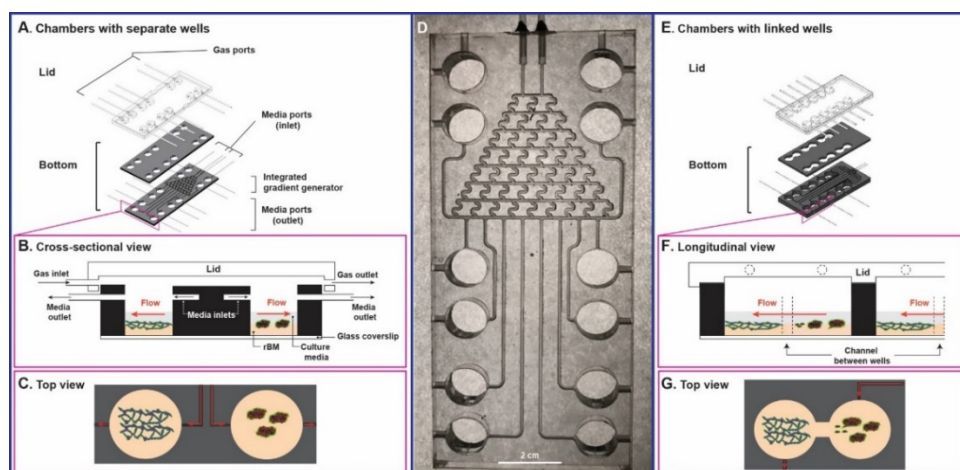 A. Chambers with separate wells
Gas ports
Lid
Media ports
(inlet)
Bottom
Integrated
gradient generator
Media ports
(outlet)
B. Cross-sectional view
Gas inlet
Lid
Gas outlet
Media
outlet
Flow
Media inlets
Flow
Media
outlet
Glass coverslip
rBM
Culture
media
C. Top view
D
2 cm
E. Chambers with linked wells
Lid
Bottom
F. Longitudinal view
Lid
Flow
Flow
Channel
between wells
G. Top view